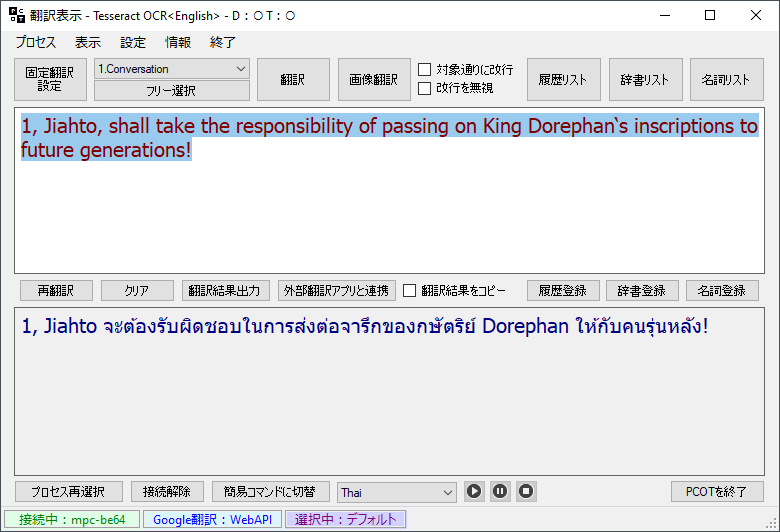 翻訳表示 - Tesseract OCR<English> - D：○ T：○
プロセス 表示 設定 情報 終了
固定翻訳設定 1.Conversation フリー選択 翻訳 画像翻訳 対象通りに改行 改行を無視 履歴リスト 辞書リスト 名詞リスト
1, Jiahto, shall take the responsibility of passing on King Dorephan‘s inscriptions to
future generations!
再翻訳 クリア 翻訳結果出力 外部翻訳アプリと連携 翻訳結果をコピー 履歴登録 辞書登録 名詞登録
1, Jiahto จะต้องรับผิดชอบในการส่งต่อจารึกของกษัตริย์ Dorephan ให้กับคนรุ่นหลัง!
プロセス再選択 接続解除 簡易コマンドに切替 Thai PCOTを終了
接続中：mpc-be64 Google翻訳：WebAPI 選択中：デフォルト